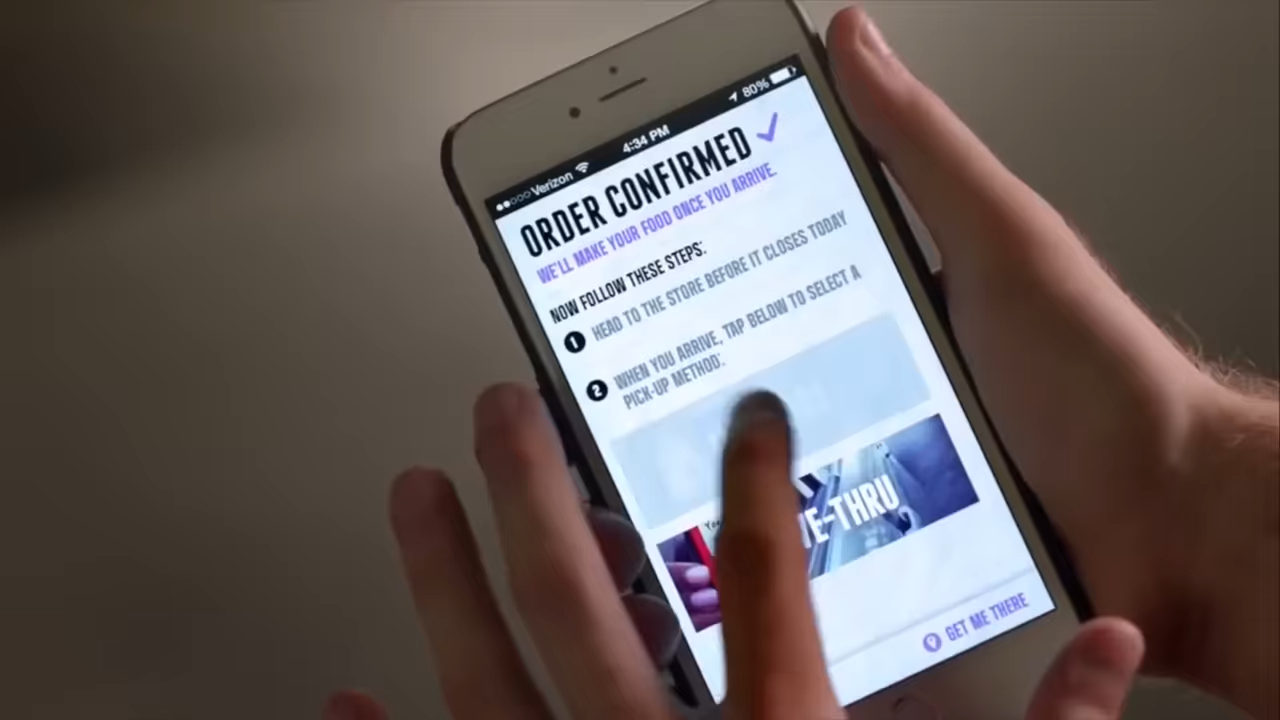 Verizon 4:34 PM 80%
ORDER CONFIRMED
WE'LL MAKE YOUR FOOD ONCE YOU ARRIVE.
NOW FOLLOW THESE STEPS:
1 HEAD TO THE STORE BEFORE IT CLOSES TODAY
2 WHEN YOU ARRIVE, TAP BELOW TO SELECT A
PICK-UP METHOD:
E-THRU
GET ME THERE